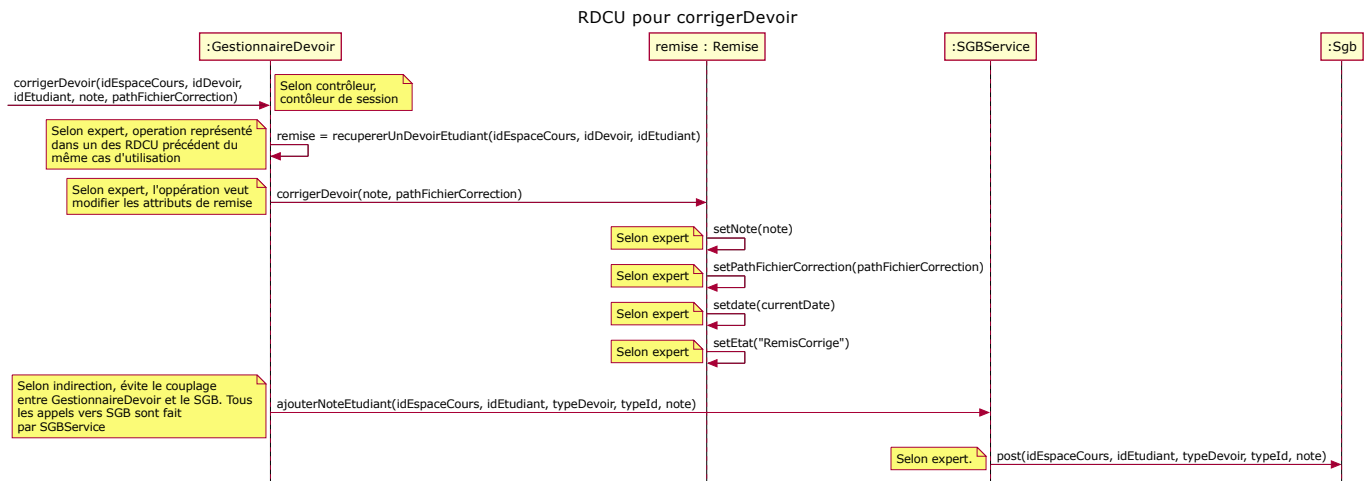 RDCU pour corrigerDevoir
:GestionnaireDevoir
remise : Remise
:SGBService
:Sgb
corrigerDevoir(idEspaceCours, idDevoir,
idEtudiant, note, pathFichierCorrection)
Selon contrôleur,
contôleur de session
Selon expert, operation représenté
dans un des RDCU précédent du
même cas d'utilisation
remise = recupererUnDevoirEtudiant(idEspaceCours, idDevoir, idEtudiant)
Selon expert, l'oppération veut
modifier les attributs de remise
corrigerDevoir(note, pathFichierCorrection)
Selon expert
setNote(note)
Selon expert
setPathFichierCorrection(pathFichierCorrection)
Selon expert
setdate(currentDate)
Selon expert
setEtat("RemisCorrige")
Selon indirection, évite le couplage
entre GestionnaireDevoir et le SGB. Tous
les appels vers SGB sont fait
par SGBService
ajouterNoteEtudiant(idEspaceCours, idEtudiant, typeDevoir, typeId, note)
Selon expert.
post(idEspaceCours, idEtudiant, typeDevoir, typeId, note)